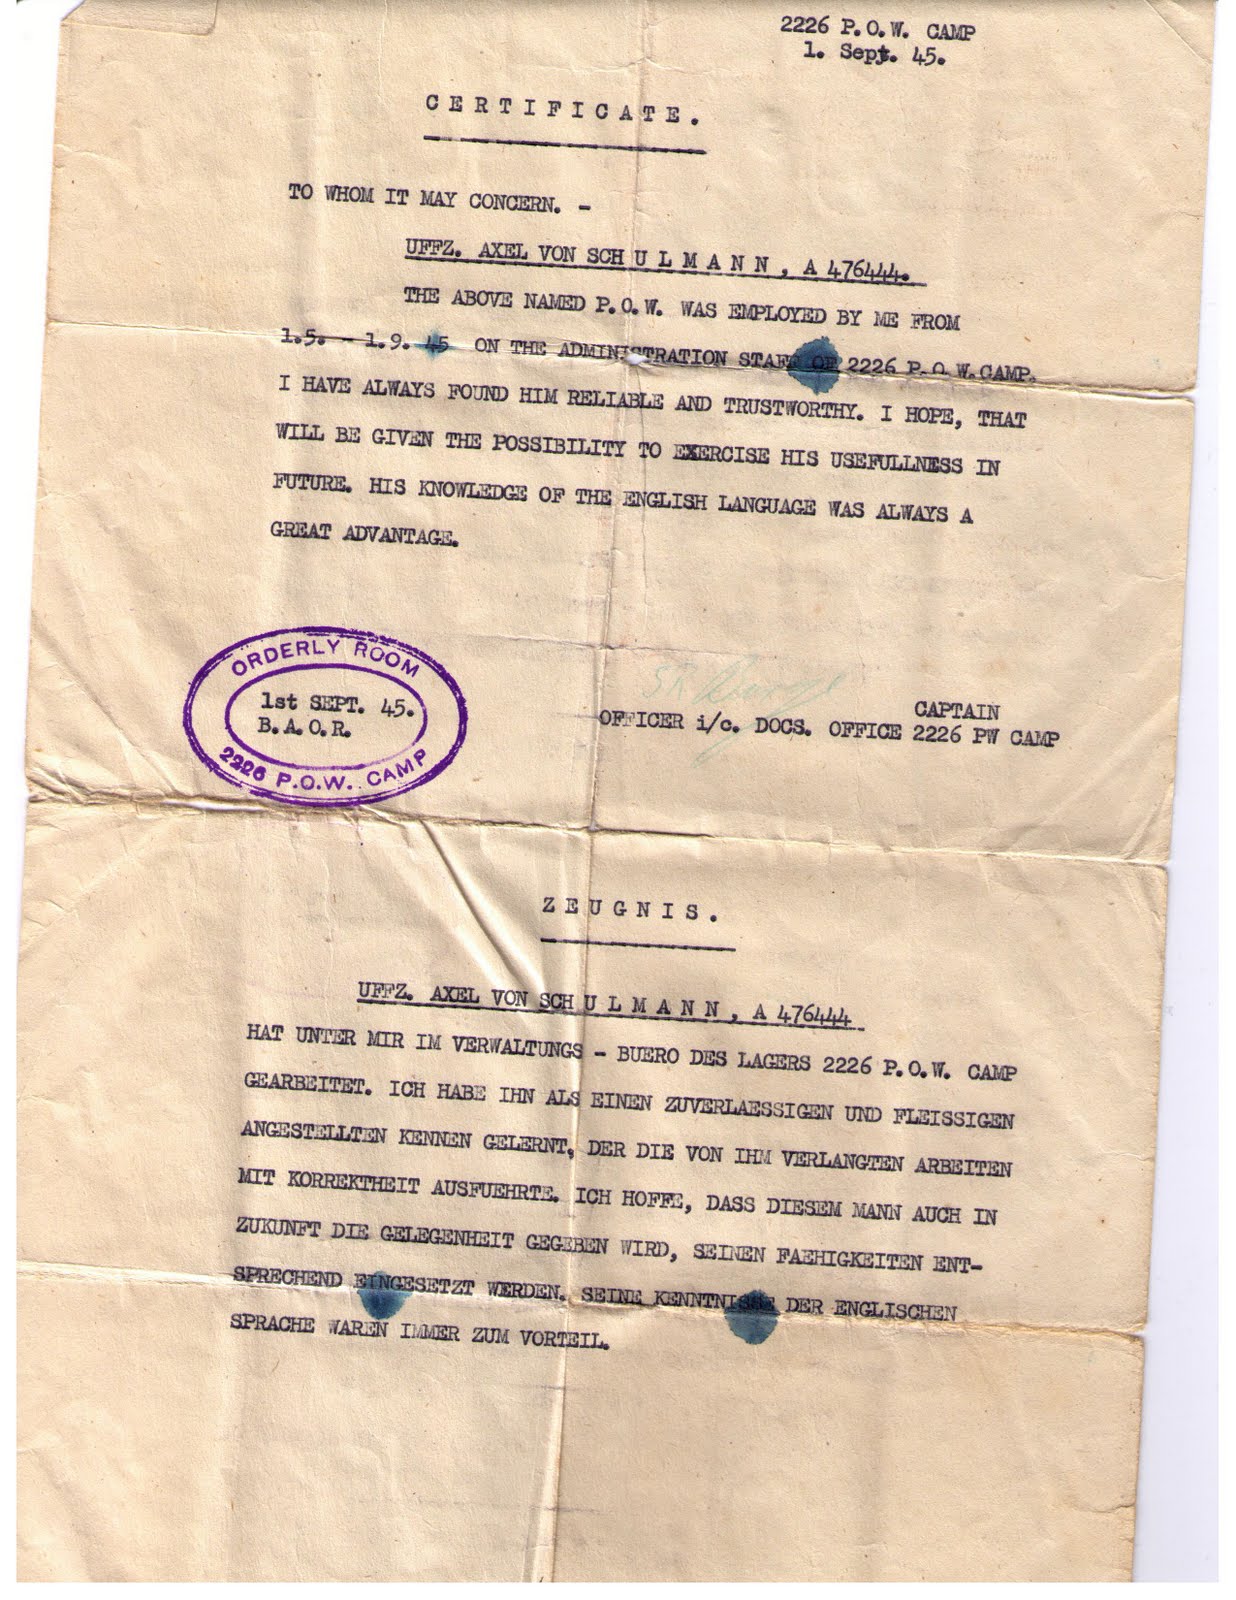 2226 P.O.W. CAMP
1. Sept. 45.
CERTIFICATE.
TO WHOM IT MAY CONCERN. -
UFFZ. AXEL VON SCHULMANN, A 476444.
THE ABOVE NAMED P.O.W. WAS EMPLOYED BY ME FROM
1.5. - 1.9. 45 ON THE ADMINISTRATION STAFF OF 2226 P.O.W. CAMP.
I HAVE ALWAYS FOUND HIM RELIABLE AND TRUSTWORTHY. I HOPE, THAT
WILL BE GIVEN THE POSSIBILITY TO EXERCISE HIS USEFULLNESS IN
FUTURE. HIS KNOWLEDGE OF THE ENGLISH LANGUAGE WAS ALWAYS A
GREAT ADVANTAGE.
ORDERLY ROOM
1st SEPT. 45.
B.A.O.R.
2226 P.O.W. CAMP
SR
CAPTAIN
OFFICER i/c. DOCS. OFFICE 2226 PW CAMP
ZEUGNIS.
UFFZ. AXEL VON SCHULMANN, A 476444
HAT UNTER MIR IM VERWALTUNGS - BUERO DES LAGERS 2226 P.O.W. CAMP
GEARBEITET. ICH HABE IHN ALS EINEN ZUVERLAESSIGEN UND FLEISSIGEN
ANGESTELLTEN KENNEN GELERNT, DER DIE VON IHM VERLANGTEN ARBEITEN
MIT KORREKTHEIT AUSFUEHRTE. ICH HOFFE, DASS DIESEM MANN AUCH IN
ZUKUNFT DIE GELEGENHEIT GEGEBEN WIRD, SEINEN FAEHIGKEITEN ENT-
SPRECHEND EINGESETZT WERDEN. SEINE KENNTNISSE DER ENGLISCHEN
SPRACHE WAREN IMMER ZUM VORTEIL.